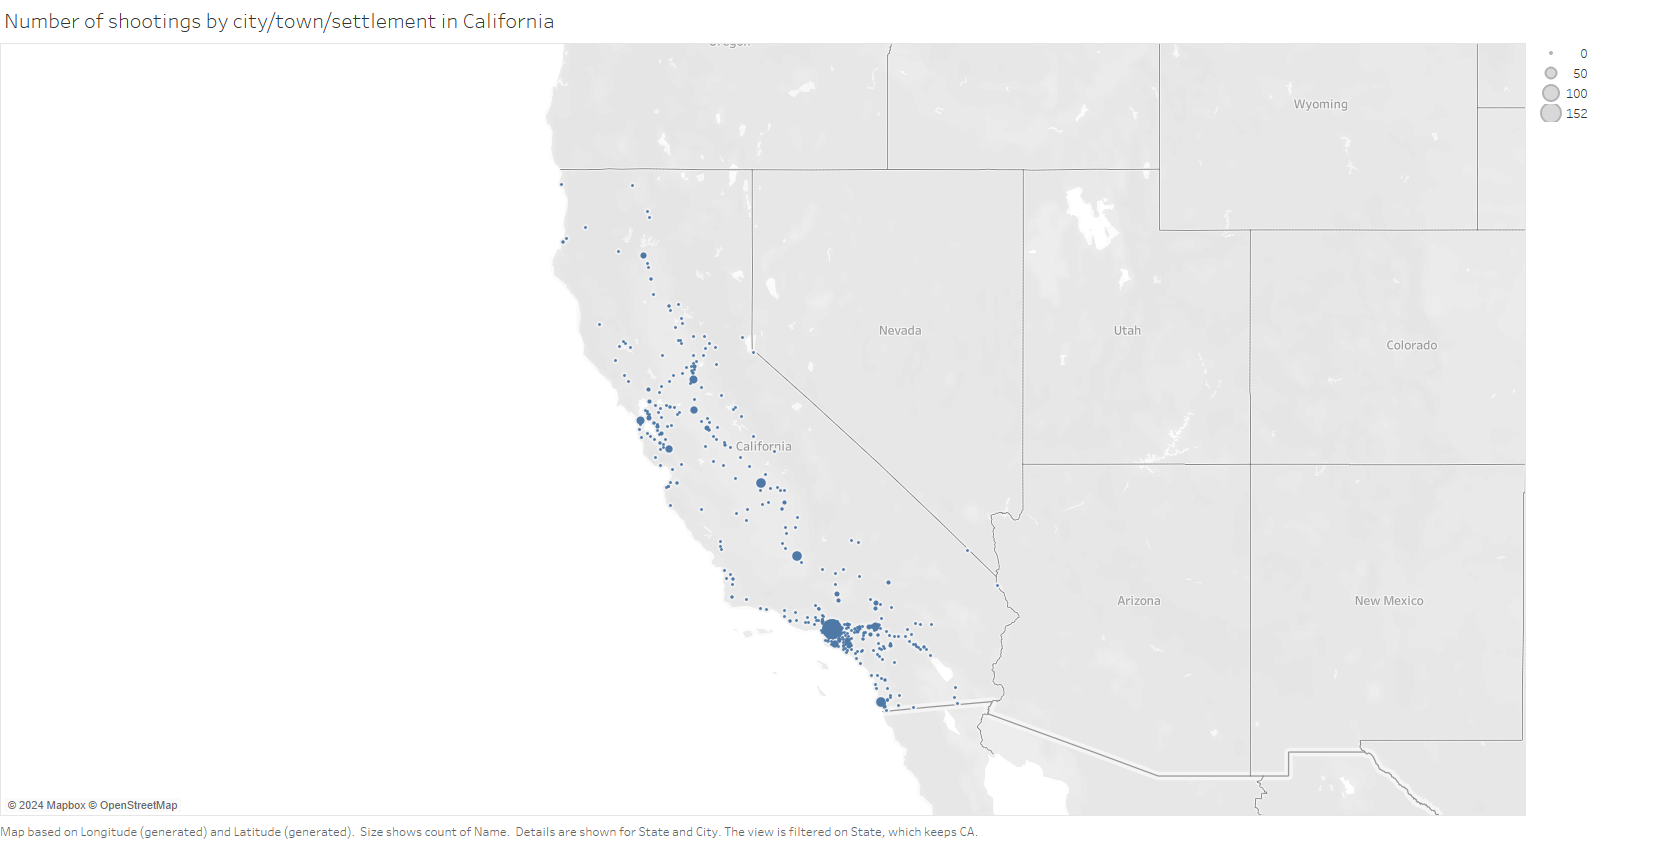 Number of shootings by city/town/settlement in California
Oregon
0
50
100
152
Wyoming
Nevada
Utah
Colorado
California
Arizona
New Mexico
© 2024 Mapbox © OpenStreetMap
Map based on Longitude (generated) and Latitude (generated).  Size shows count of Name.  Details are shown for State and City. The view is filtered on State, which keeps CA.